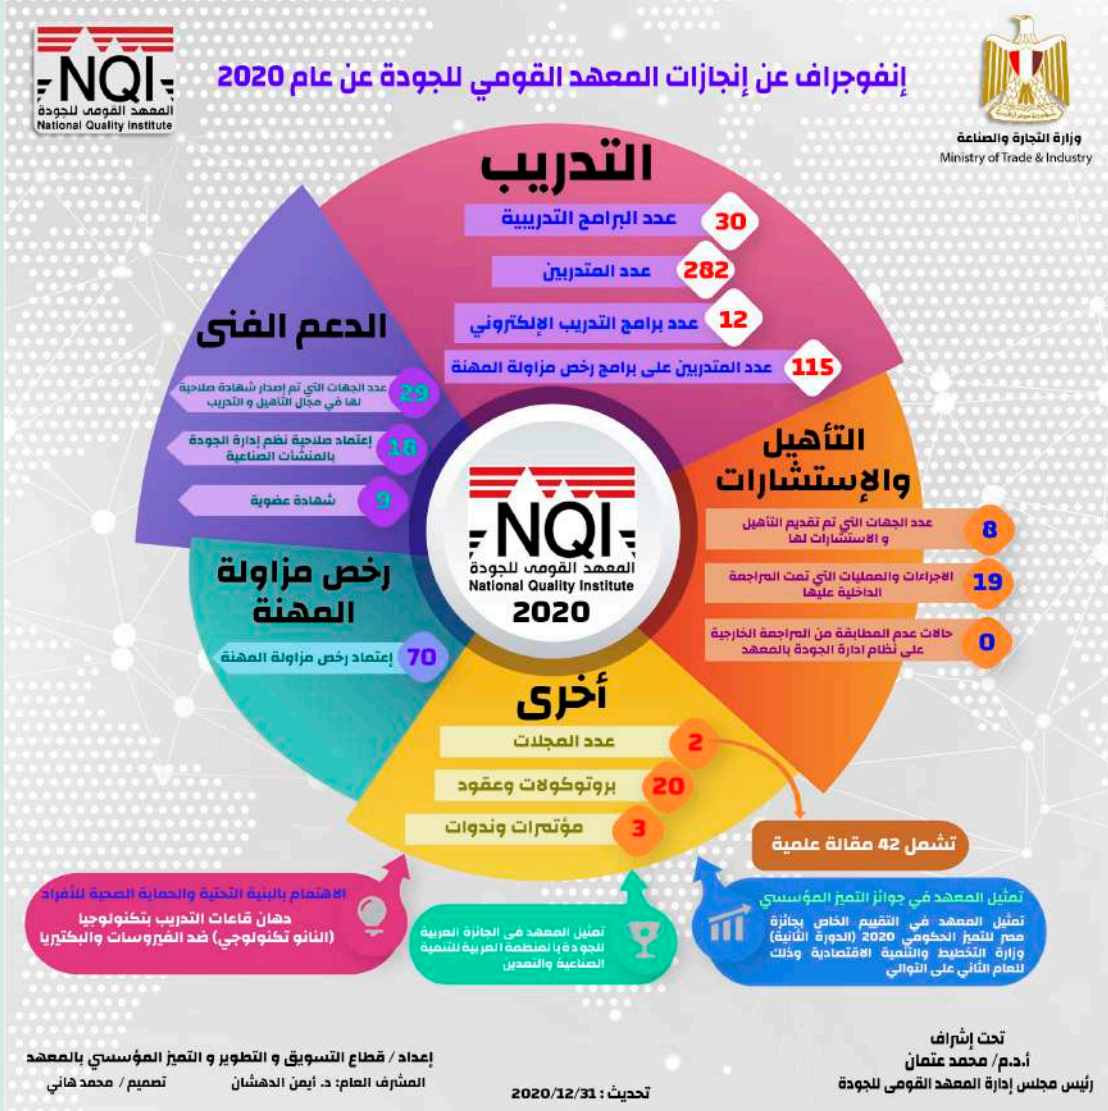 NQI
المعهد القومى للجودة
National Quality Institute
إنفوجراف عن إنجازات المعهد القومي للجودة عن عام 2020
وزارة التجارة والصناعة
Ministry of Trade & Industry
التدريب
30 عدد البرامج التدريبية
282 عدد المتدربين
12 عدد برامج التدريب الإلكتروني
115 عدد المتدربين على برامج رخص مزاولة المهنة
التأهيل
والإستشارات
8 عدد الجهات التي تم تقديم التأهيل
و الاستشارات لها
19 الاجراءات والعمليات التي تمت المراجعة
الداخلية عليها
0 حالات عدم المطابقة من المراجعة الخارجية
على نظام ادارة الجودة بالمعهد
الدعم الفنى
29 عدد الجهات التي تم إصدار شهادة صلاحية
لها في مجال التأهيل و التدريب
18 إعتماد صلاحية نظم إدارة الجودة
بالمنشأت الصناعية
9 شهادة عضوية
رخص مزاولة
المهنة
70 إعتماد رخص مزاولة المهنة
NQI
المعهد القومى للجودة
National Quality Institute
2020
أخرى
2 عدد المجلات
20 بروتوكولات وعقود
3 مؤتمرات وندوات
تشمل 42 مقالة علمية
تمثيل المعهد في جوائز التميز المؤسسي
تمثيل المعهد في التقييم الخاص بجائزة
مصر للتميز الحكومي 2020 (الدورة الثانية)
وزارة التخطيط والتنمية الاقتصادية وذلك
للعام الثاني على التوالي
تمثيل المعهد فى الجائزة العربية
للجودة بالمنظمة العربية للتنمية
الصناعية والتعدين
الاهتمام بالبنية التحتية والحماية الصحية للأفراد
دهان قاعات التدريب بتكنولوجيا
(النانو تكنولوجي) ضد الفيروسات والبكتيريا
تحت إشراف
أ.د.م/ محمد عتمان
رئيس مجلس إدارة المعهد القومى للجودة
إعداد / قطاع التسويق و التطوير و التميز المؤسسي بالمعهد
المشرف العام: د. أيمن الدهشان تصميم / محمد هاني
تحديث : 2020/12/31